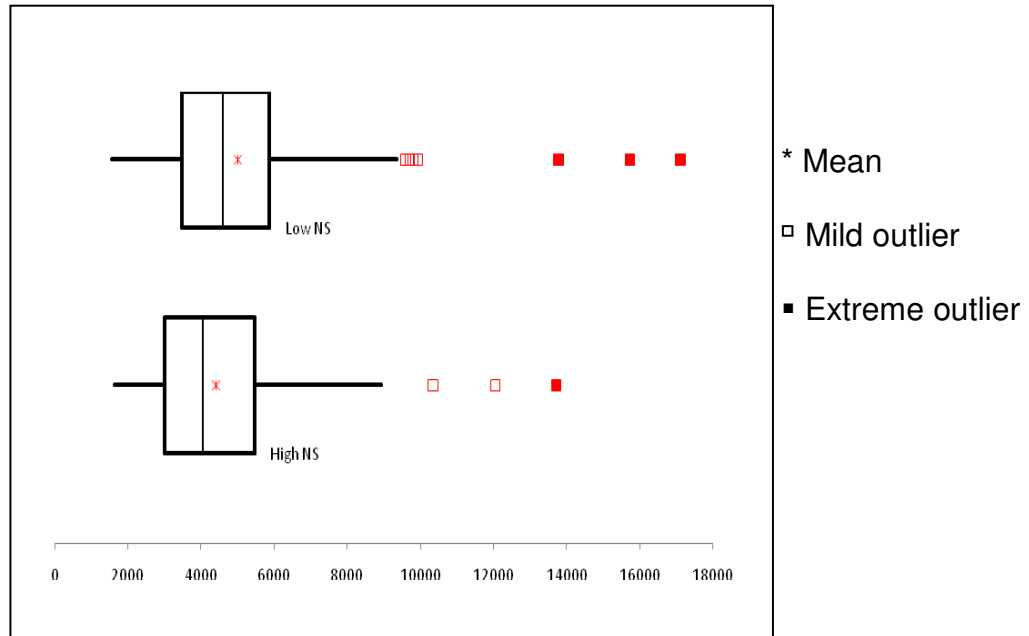 * Mean
Low NS
□ Mild outlier
■ Extreme outlier
High NS
0 2000 4000 6000 8000 10000 12000 14000 16000 18000